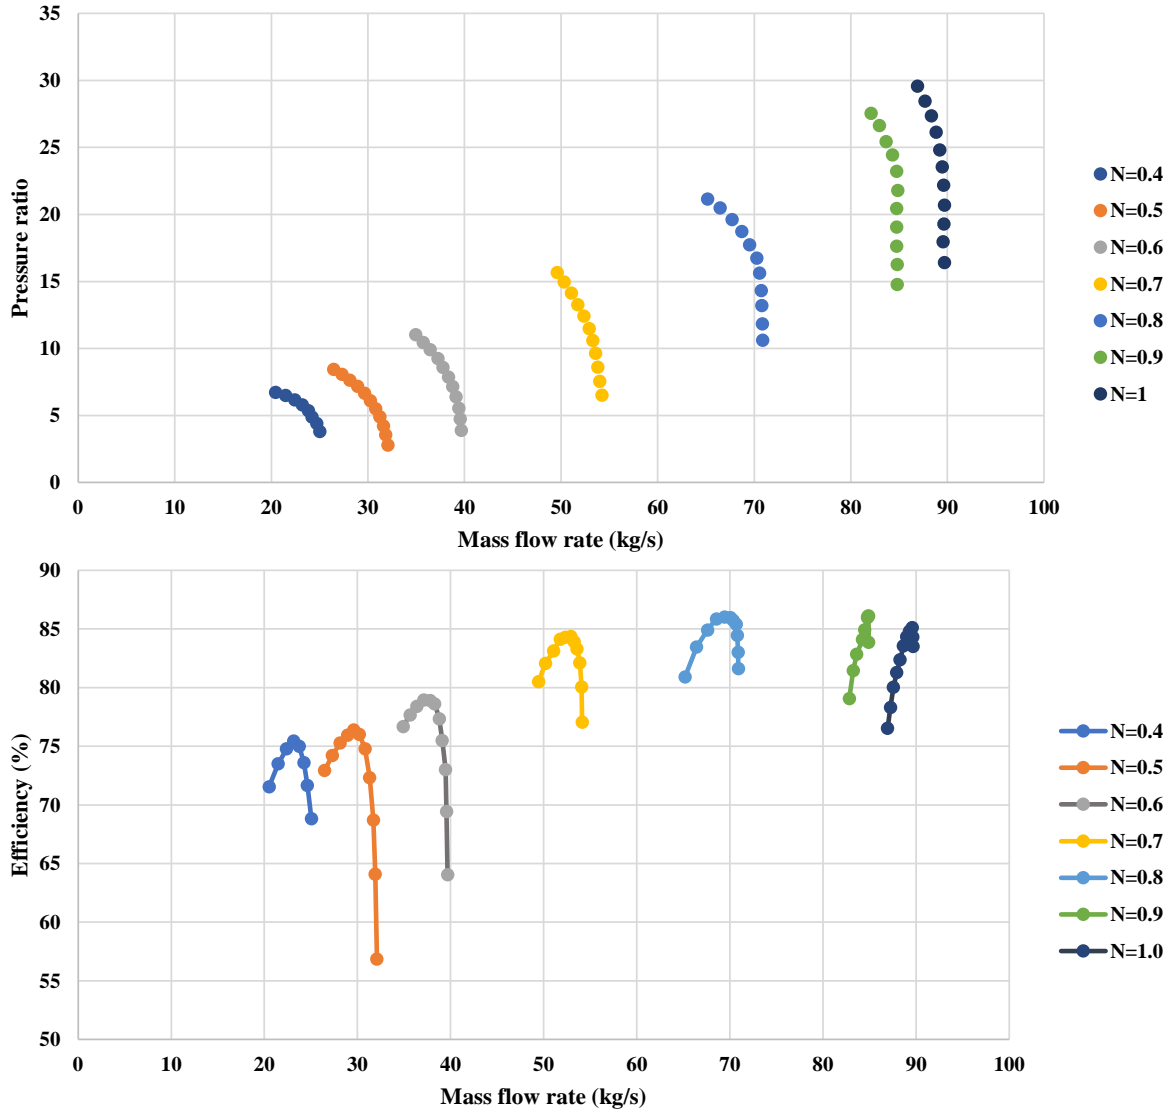 35
30
25
20
15
10
5
0
Pressure ratio
0 10 20 30 40 50 60 70 80 90 100
Mass flow rate (kg/s)
N=0.4
N=0.5
N=0.6
N=0.7
N=0.8
N=0.9
N=1
90
85
80
75
70
65
60
55
50
Efficiency (%)
0 10 20 30 40 50 60 70 80 90 100
Mass flow rate (kg/s)
N=0.4
N=0.5
N=0.6
N=0.7
N=0.8
N=0.9
N=1.0